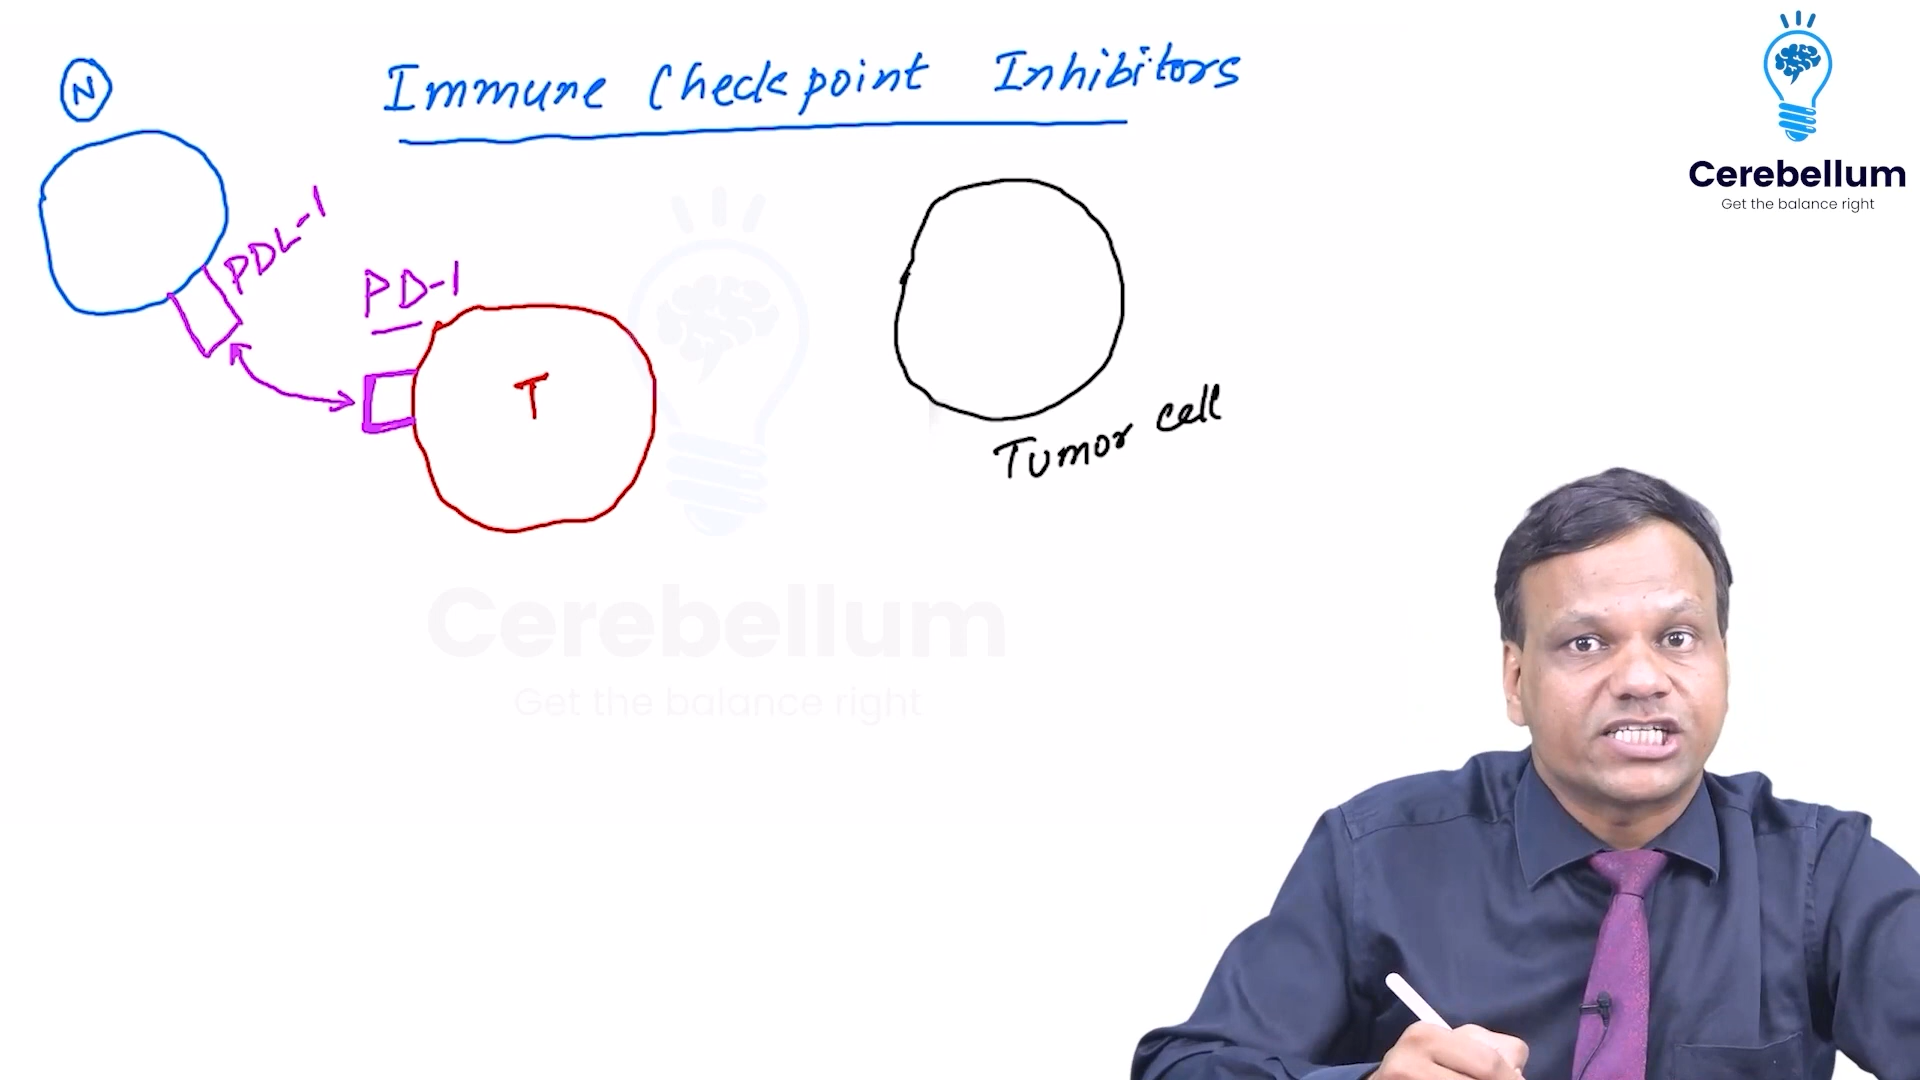 N
Immune Checkpoint Inhibitors
PDL-1
PD-1
T
Tumor cell
Cerebellum
Get the balance right
Cerebellum
Get the balance right